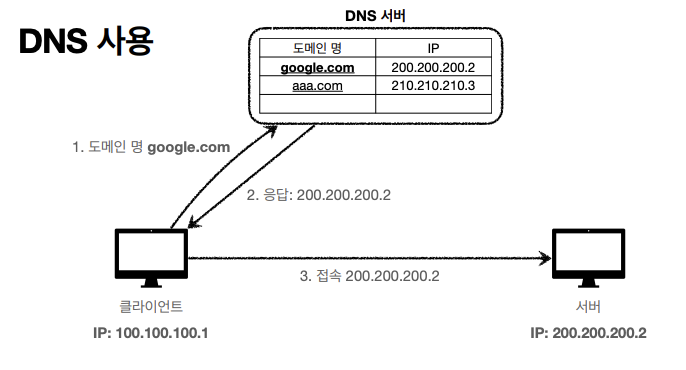 DNS 사용
DNS 서버
도메인 명 IP
google.com 200.200.200.2
aaa.com 210.210.210.3
1. 도메인 명 google.com
2. 응답: 200.200.200.2
3. 접속 200.200.200.2
클라이언트
IP: 100.100.100.1
서버
IP: 200.200.200.2